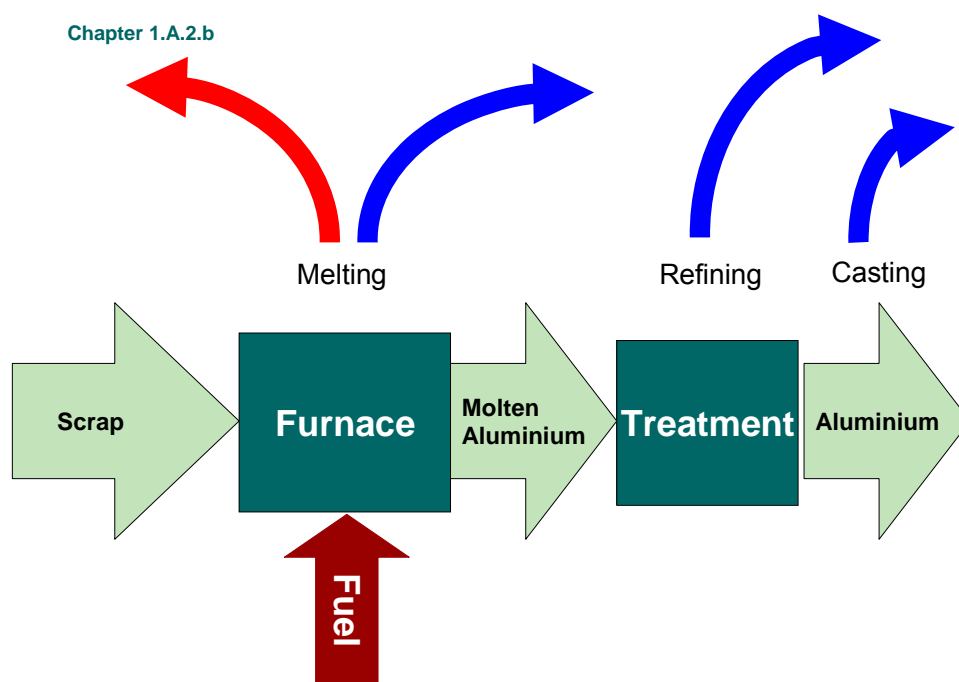 Chapter 1.A.2.b
Melting
Refining
Casting
Scrap
Furnace
Molten
Aluminium
Treatment
Aluminium
Fuel